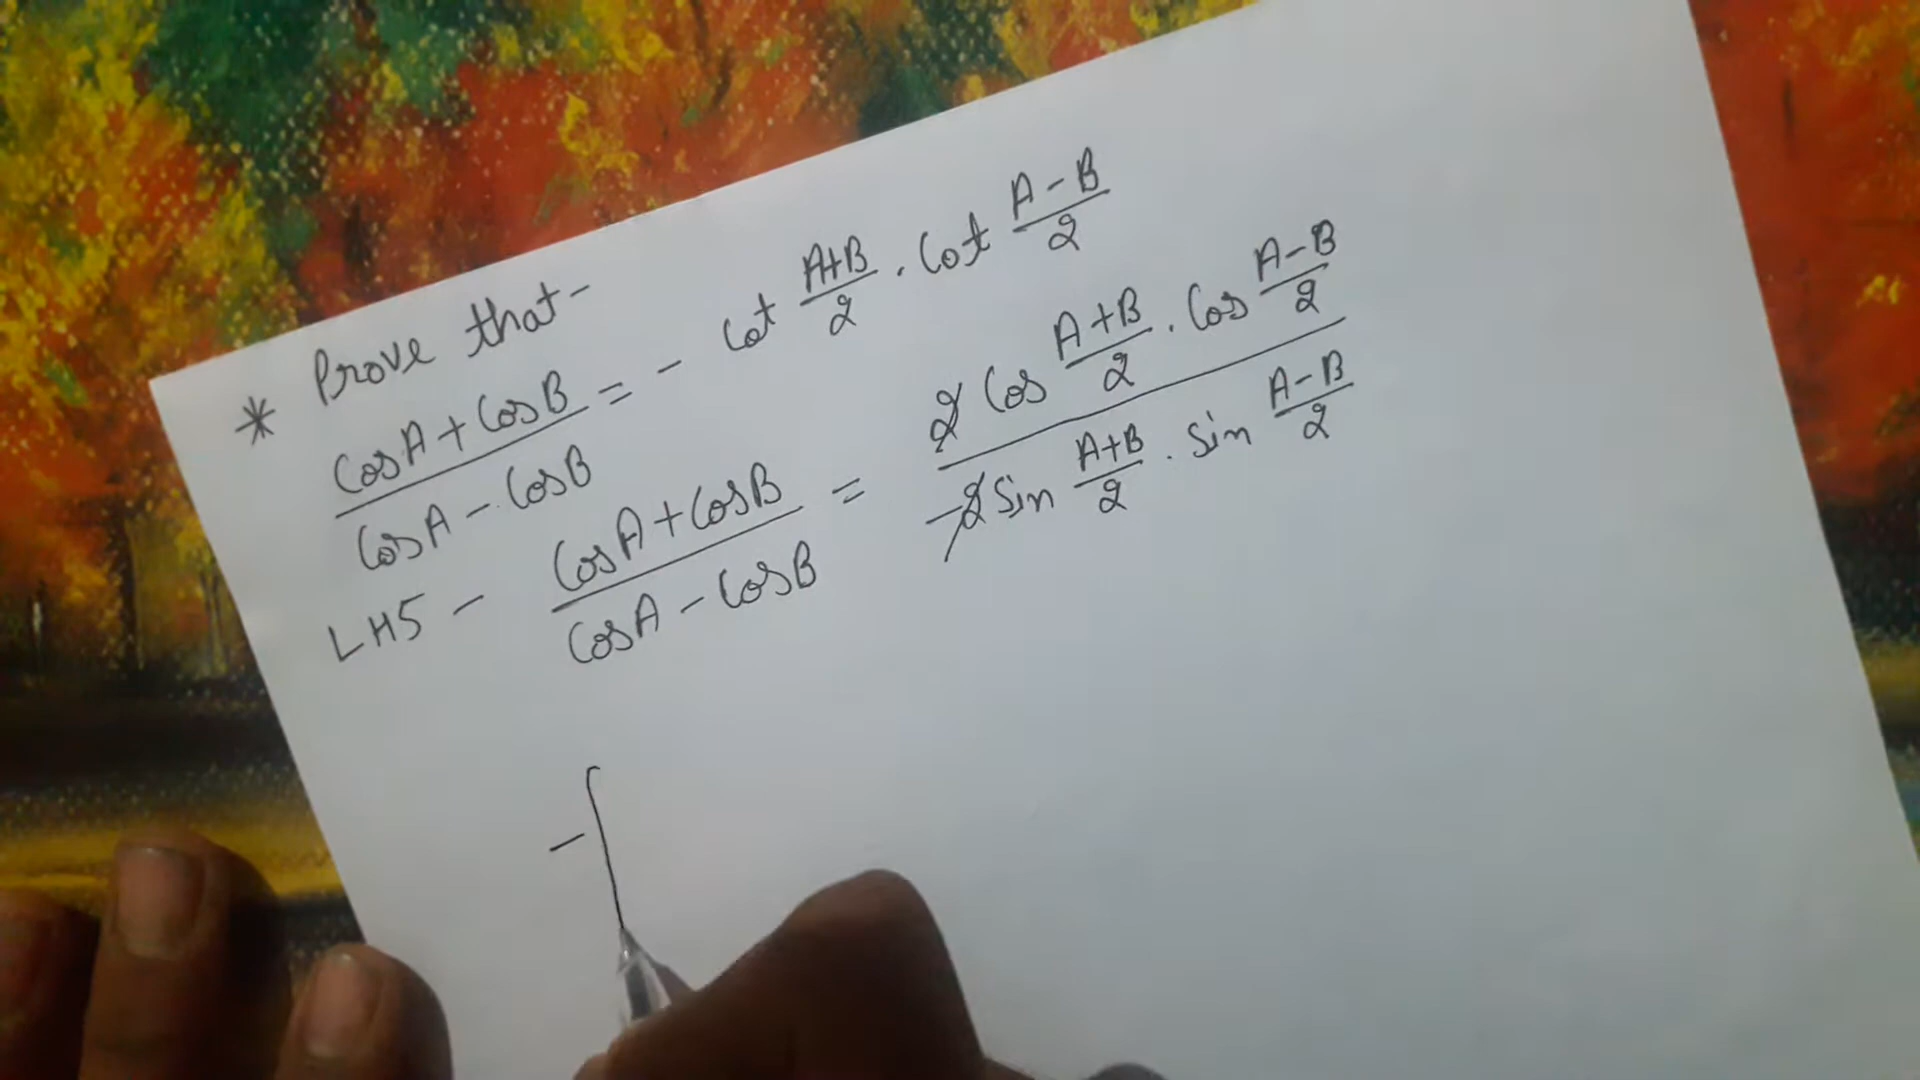 * Prove that-
CosA + CosB / CosA - CosB = - Cot A+B/2 . Cot A-B/2
LHS - CosA + CosB / CosA - CosB = 2 Cos A+B/2 . Cos A-B/2 / -2 Sin A+B/2 . Sin A-B/2
- [